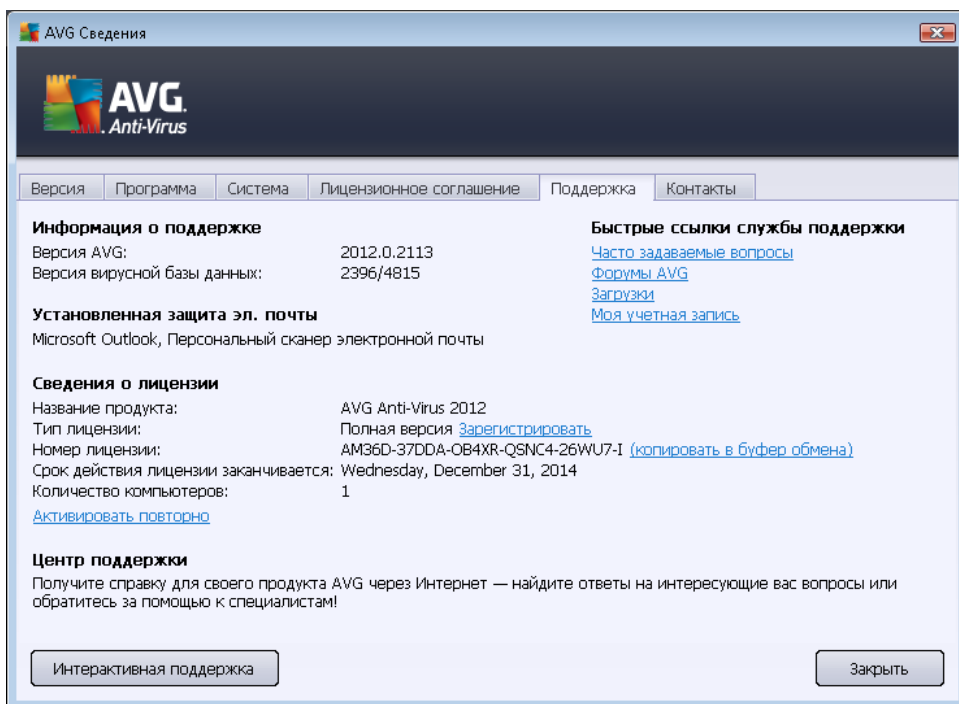 AVG Сведения
AVG.
Anti-Virus
Версия Программа Система Лицензионное соглашение Поддержка Контакты
Информация о поддержке
Версия AVG: 2012.0.2113
Версия вирусной базы данных: 2396/4815
Установленная защита эл. почты
Microsoft Outlook, Персональный сканер электронной почты
Быстрые ссылки службы поддержки
Часто задаваемые вопросы
Форумы AVG
Загрузки
Моя учетная запись
Сведения о лицензии
Название продукта: AVG Anti-Virus 2012
Тип лицензии: Полная версия Зарегистрировать
Номер лицензии: AM36D-37DDA-OB4XR-QSNC4-26WU7-I (копировать в буфер обмена)
Срок действия лицензии заканчивается: Wednesday, December 31, 2014
Количество компьютеров: 1
Активировать повторно
Центр поддержки
Получите справку для своего продукта AVG через Интернет — найдите ответы на интересующие вас вопросы или
обратитесь за помощью к специалистам!
Интерактивная поддержка Закрыть